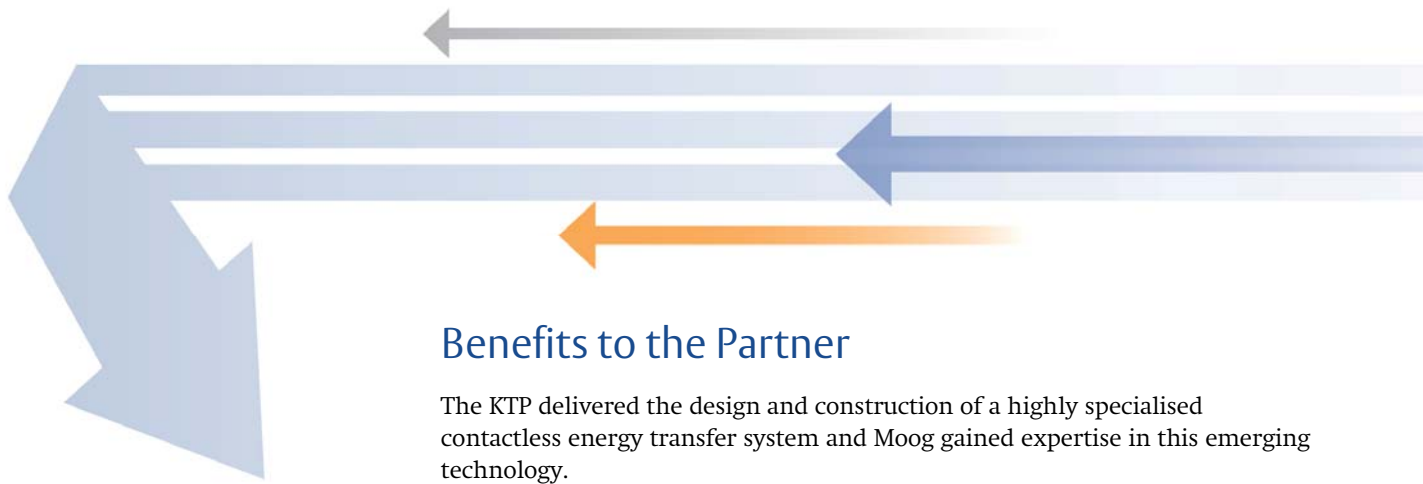 Benefits to the Partner
The KTP delivered the design and construction of a highly specialised
contactless energy transfer system and Moog gained expertise in this emerging
technology.